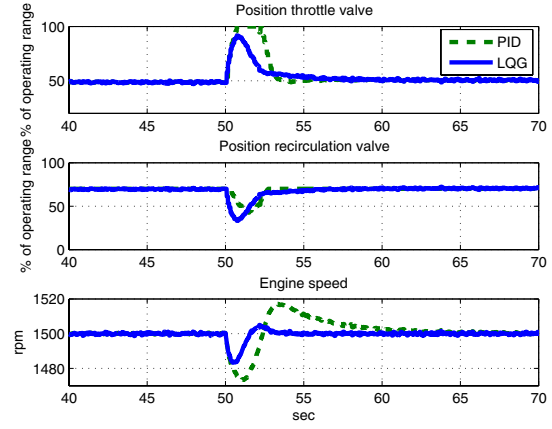 Position throttle valve
% of operating range
100
50
PID
LQG
40 45 50 55 60 65 70
Position recirculation valve
% of operating range
100
50
0
40 45 50 55 60 65 70
Engine speed
rpm
1520
1500
1480
40 45 50 55 60 65 70
sec